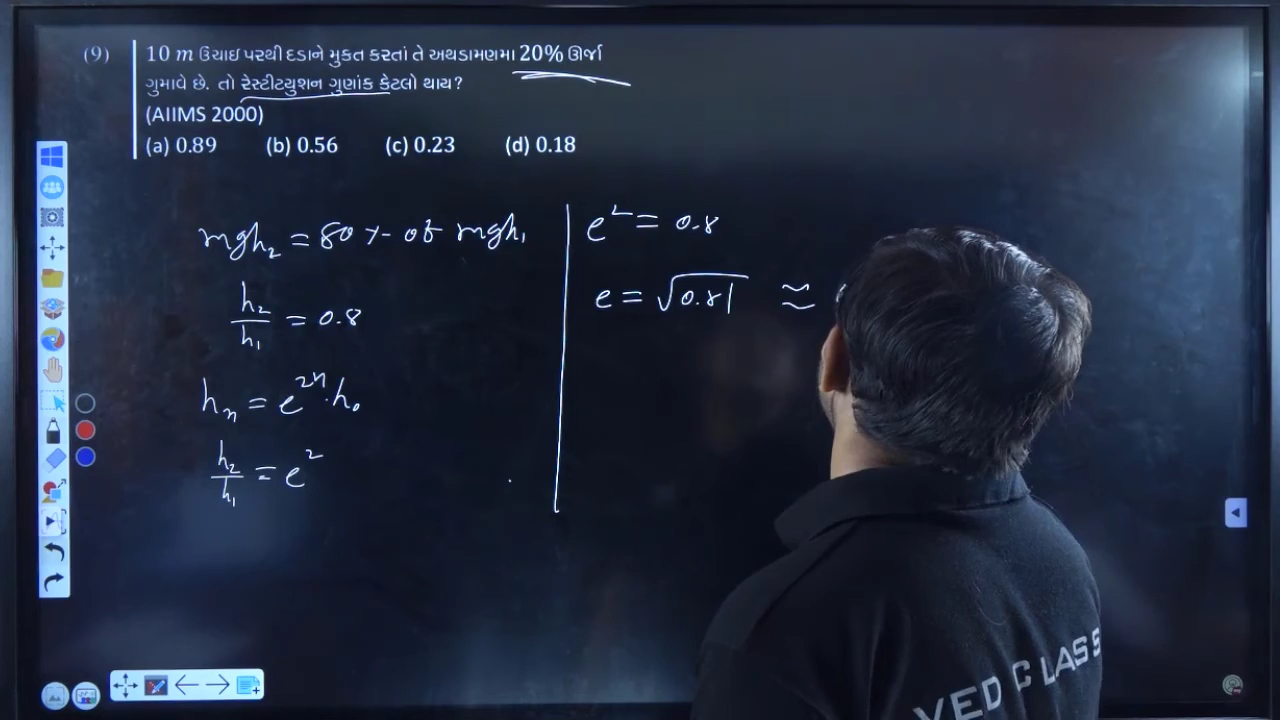 (9) 10 m ઉંચાઇ પરથી દડાને મુકત કરતાં તે અથડામણમા 20% ઊર્જા
ગુમાવે છે. તો રેસ્ટીટ્યુશન ગુણાંક કેટલો થાય?
(AIIMS 2000)
(a) 0.89 (b) 0.56 (c) 0.23 (d) 0.18
mgh₂ = 80 % of mgh₁
h₂/h₁ = 0.8
hₙ = e²ⁿ·h₀
h₂/h₁ = e²
e² = 0.8
e = √0.81 ≈
YED CLASS